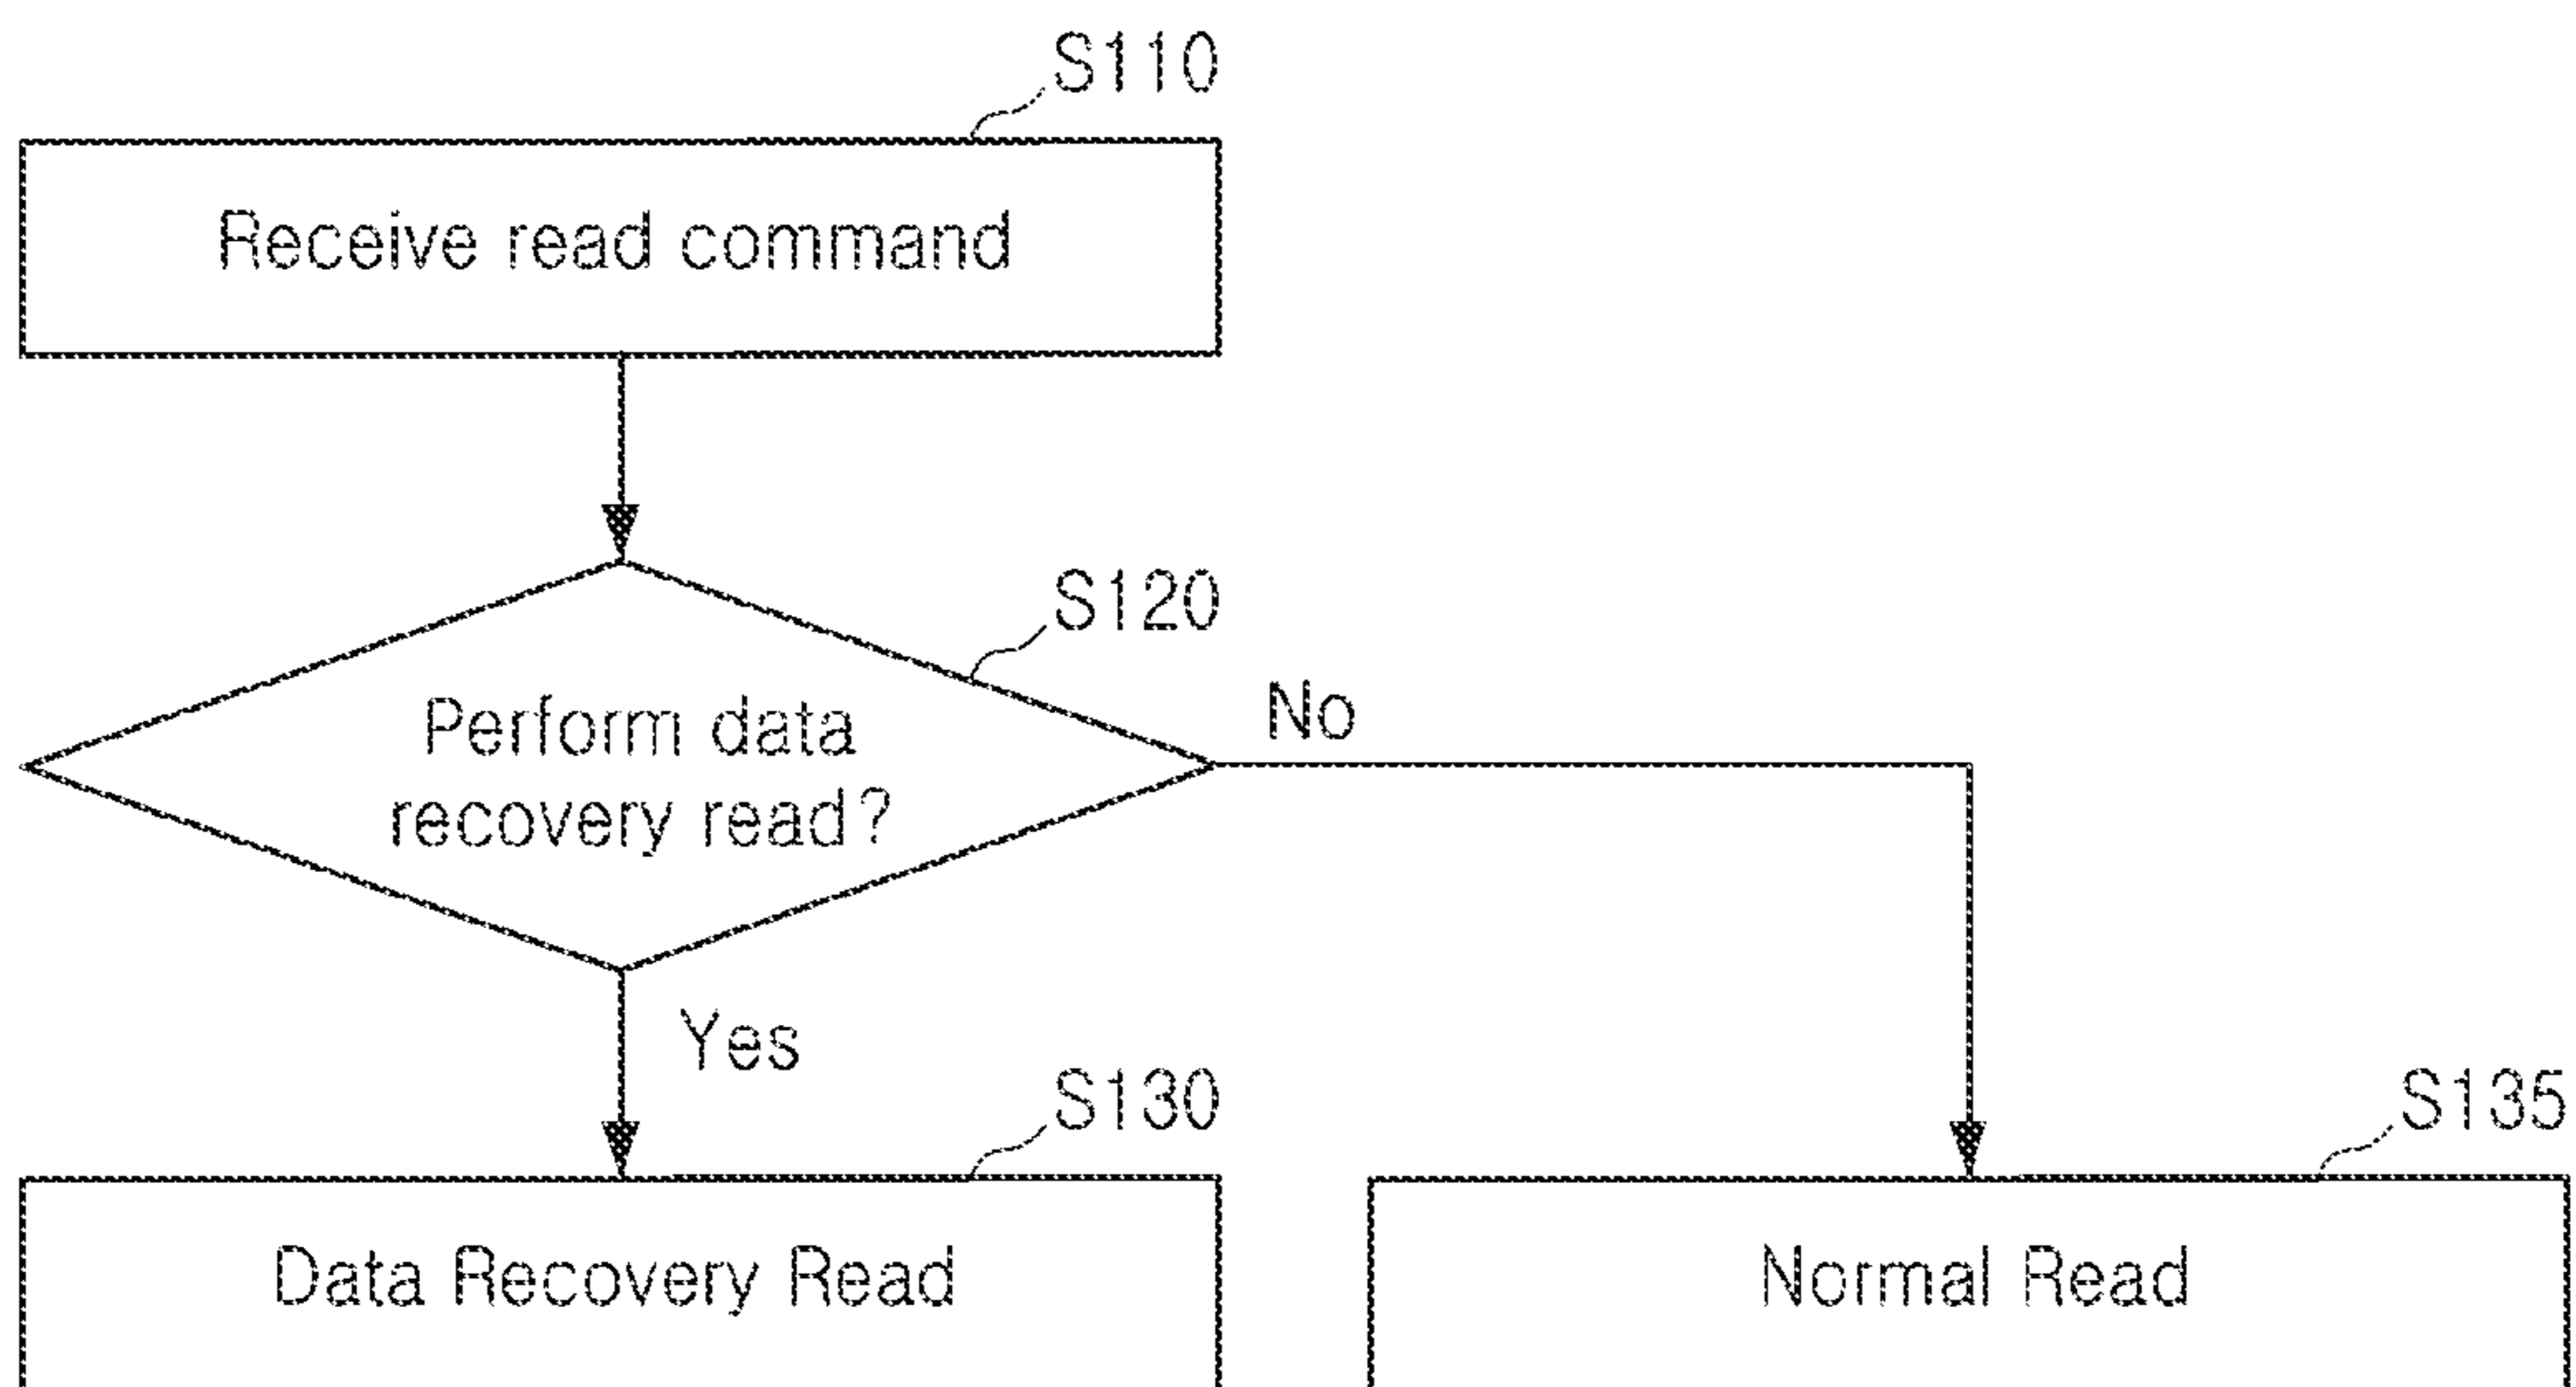 S110
Receive read command
S120
Perform data
recovery read?
No
Yes
S130
Data Recovery Read
S135
Normal Read